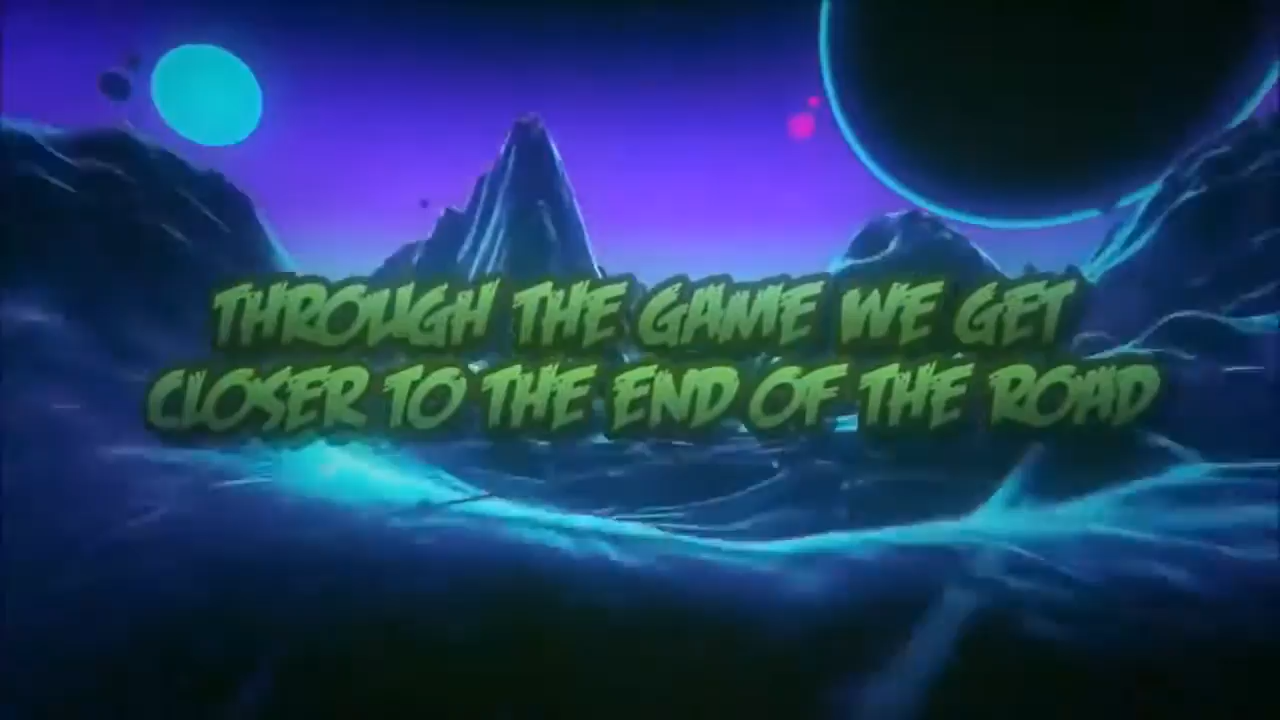 THROUGH THE GAME WE GET
CLOSER TO THE END OF THE ROAD